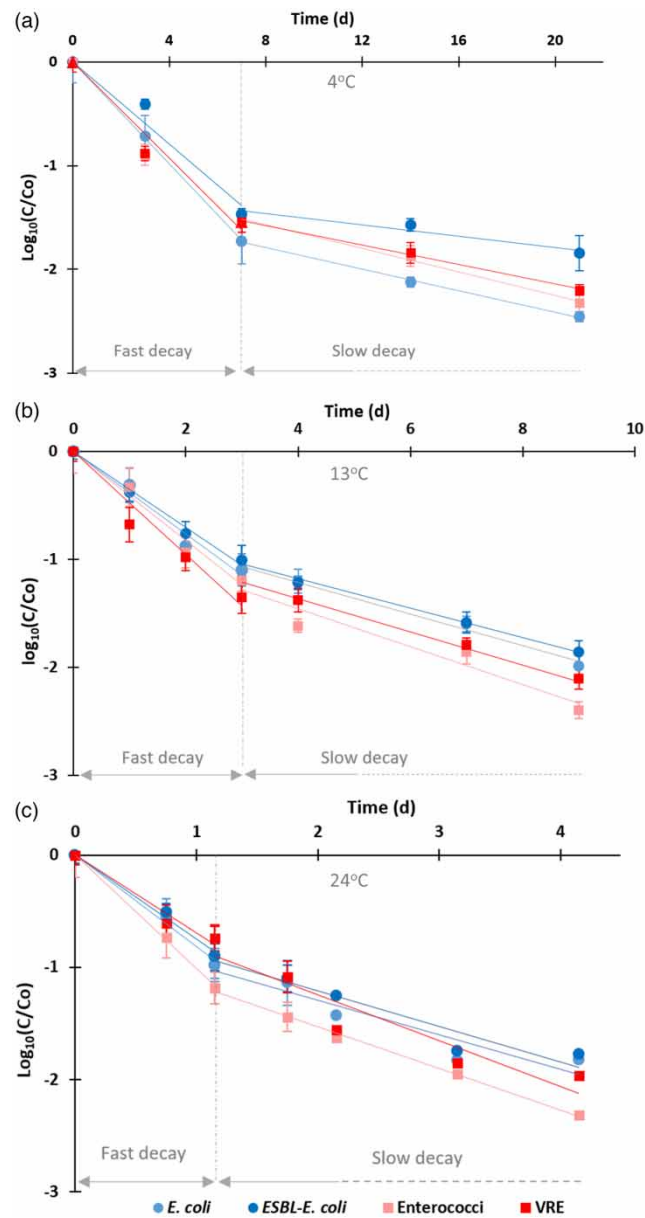 (a)
Time (d)
0 4 8 12 16 20
4°C
0
-1
-2
-3
Log₁₀(C/Co)
Fast decay
Slow decay
(b)
Time (d)
0 2 4 6 8 10
13°C
0
-1
-2
-3
log₁₀(C/Co)
Fast decay
Slow decay
(c)
Time (d)
0 1 2 3 4
24°C
0
-1
-2
-3
Log₁₀(C/Co)
Fast decay
Slow decay
E. coli ESBL-E. coli Enterococci VRE